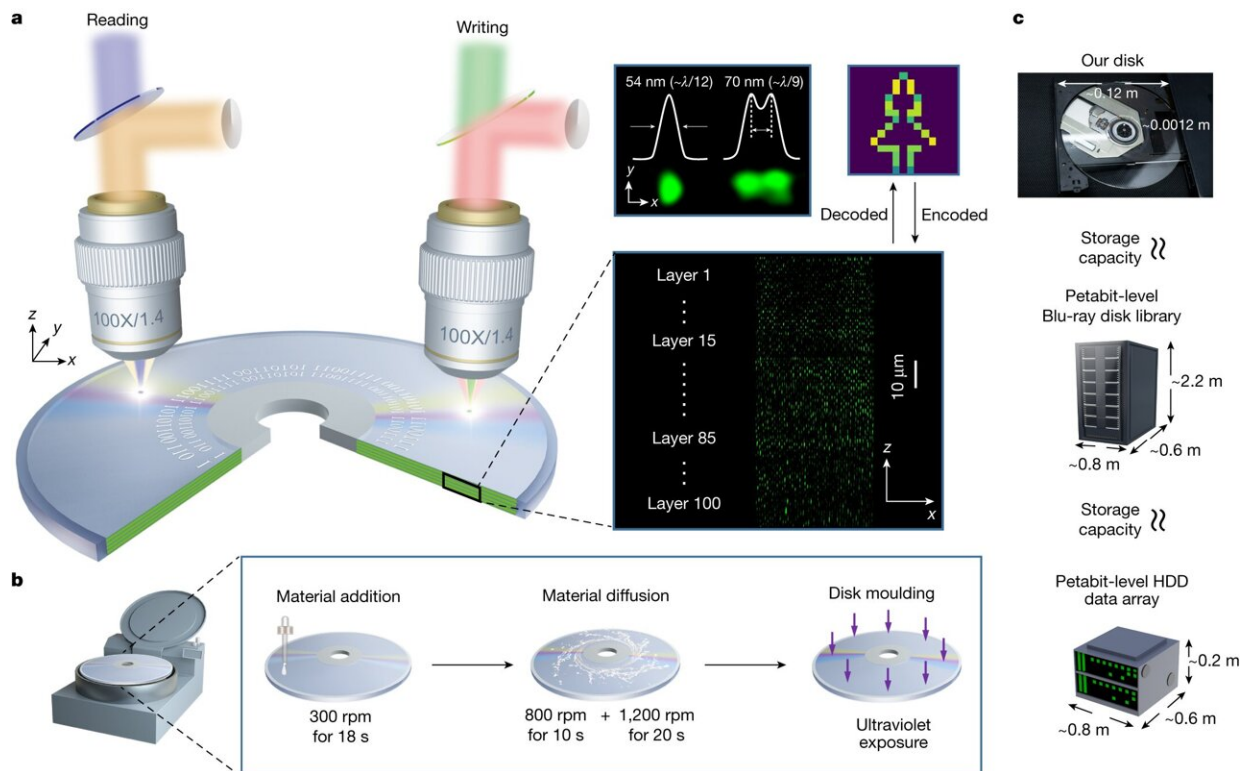 a
Reading
Writing
100X/1.4
100X/1.4
z
y
x
54 nm (~λ/12)
70 nm (~λ/9)
y
x
Decoded
Encoded
Layer 1
Layer 15
Layer 85
Layer 100
10 µm
z
x
b
Material addition
300 rpm
for 18 s
Material diffusion
800 rpm + 1,200 rpm
for 10 s for 20 s
Disk moulding
Ultraviolet
exposure
c
Our disk
~0.12 m
~0.0012 m
Storage
capacity ≈
Petabit-level
Blu-ray disk library
~2.2 m
~0.8 m
~0.6 m
Storage
capacity ≈
Petabit-level HDD
data array
~0.2 m
~0.8 m
~0.6 m